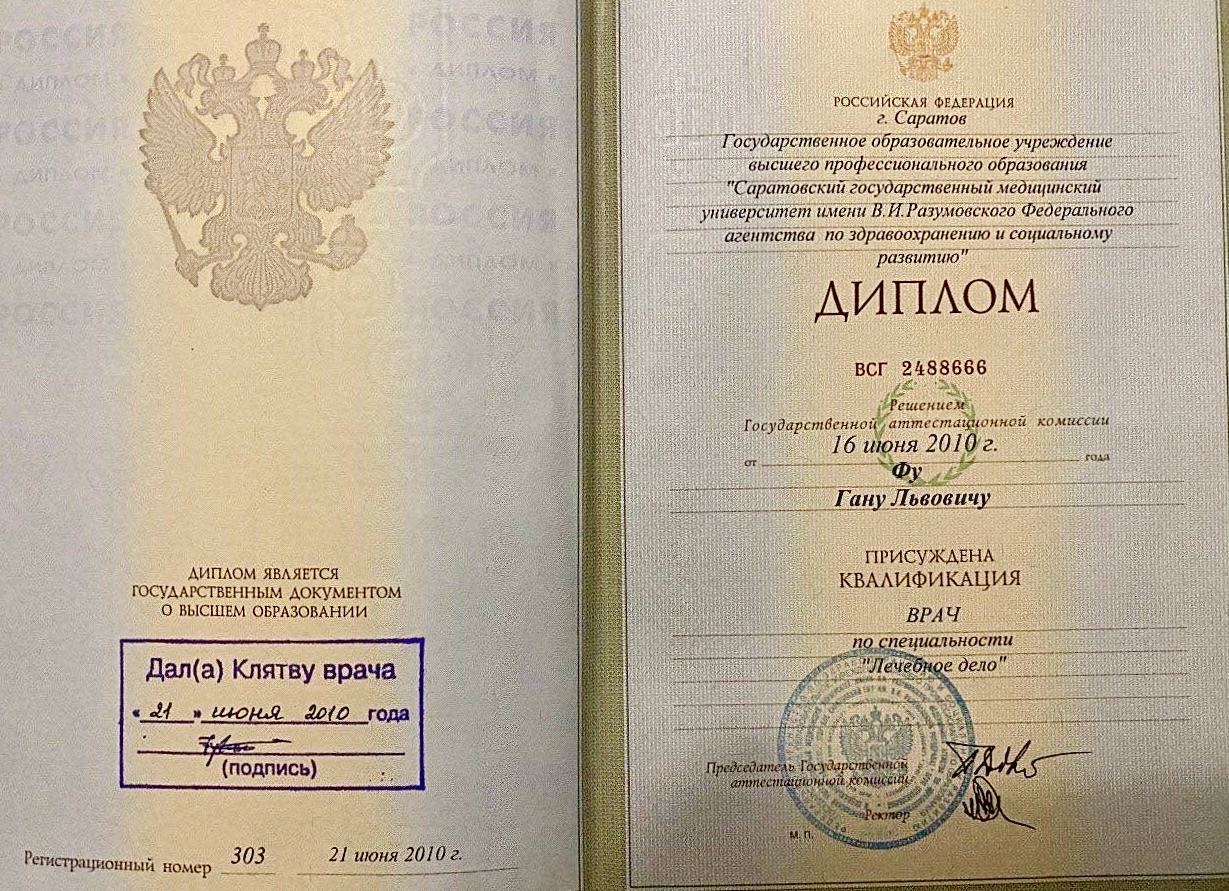 РОССИЯ
РОССИЯ
ДИПЛОМ
ДИПЛОМ
РОССИЯ
РОССИЯ
ДИПЛОМ
ДИПЛОМ
РОССИЯ
РОССИЯ
ДИПЛОМ
ДИПЛОМ
РОССИЯ
РОССИЯ
ДИПЛОМ ЯВЛЯЕТСЯ
ГОСУДАРСТВЕННЫМ ДОКУМЕНТОМ
О ВЫСШЕМ ОБРАЗОВАНИИ
Дал(а) Клятву врача
« 21 » июня 2010 года
(подпись)
Регистрационный номер 303 21 июня 2010 г.
РОССИЙСКАЯ ФЕДЕРАЦИЯ
г. Саратов
Государственное образовательное учреждение
высшего профессионального образования
"Саратовский государственный медицинский
университет имени В.И.Разумовского Федерального
агентства по здравоохранению и социальному
развитию"
ДИПЛОМ
ВСГ 2488666
Решением
Государственной аттестационной комиссии
16 июня 2010 г.
от года
Фу
Гану Львовичу
ПРИСУЖДЕНА
КВАЛИФИКАЦИЯ
ВРАЧ
по специальности
"Лечебное дело"
Председатель Государственной
аттестационной комиссии
Ректор
М. П.